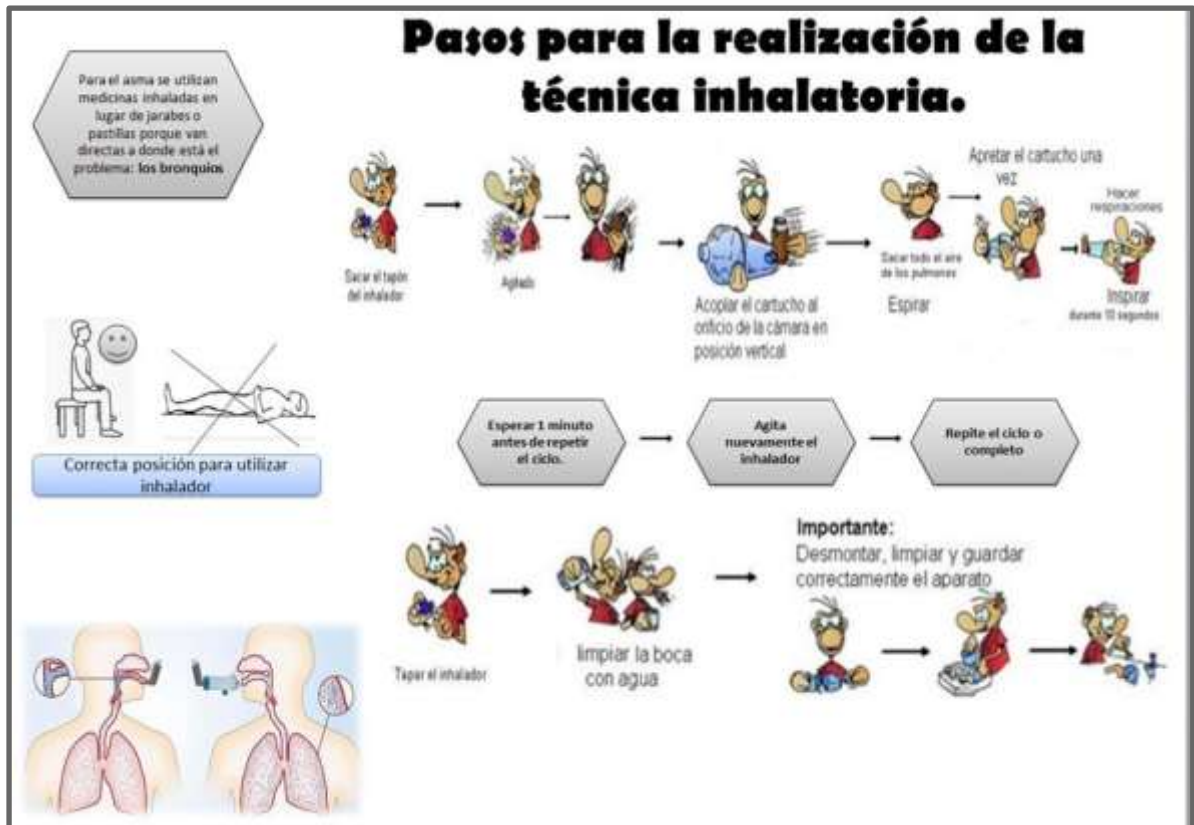 Pasos para la realización de la
técnica inhalatoria.
Para el asma se utilizan
medicinas inhaladas en
lugar de jarabes o
pastillas porque van
directas a donde está el
problema: los bronquios
Sacar el tapón
del inhalador
Agitado
Acoplar el cartucho al
orificio de la cámara en
posición vertical
Sacar todo el aire
de los pulmones
Espirar
Apretar el cartucho una
vez
Hacer
respiraciones
Inspirar
durante 10 segundos
Correcta posición para utilizar
inhalador
Esperar 1 minuto
antes de repetir
el ciclo.
Agita
nuevamente el
inhalador
Repite el ciclo o
completo
Tapar el inhalador
limpiar la boca
con agua
Importante:
Desmontar, limpiar y guardar
correctamente el aparato